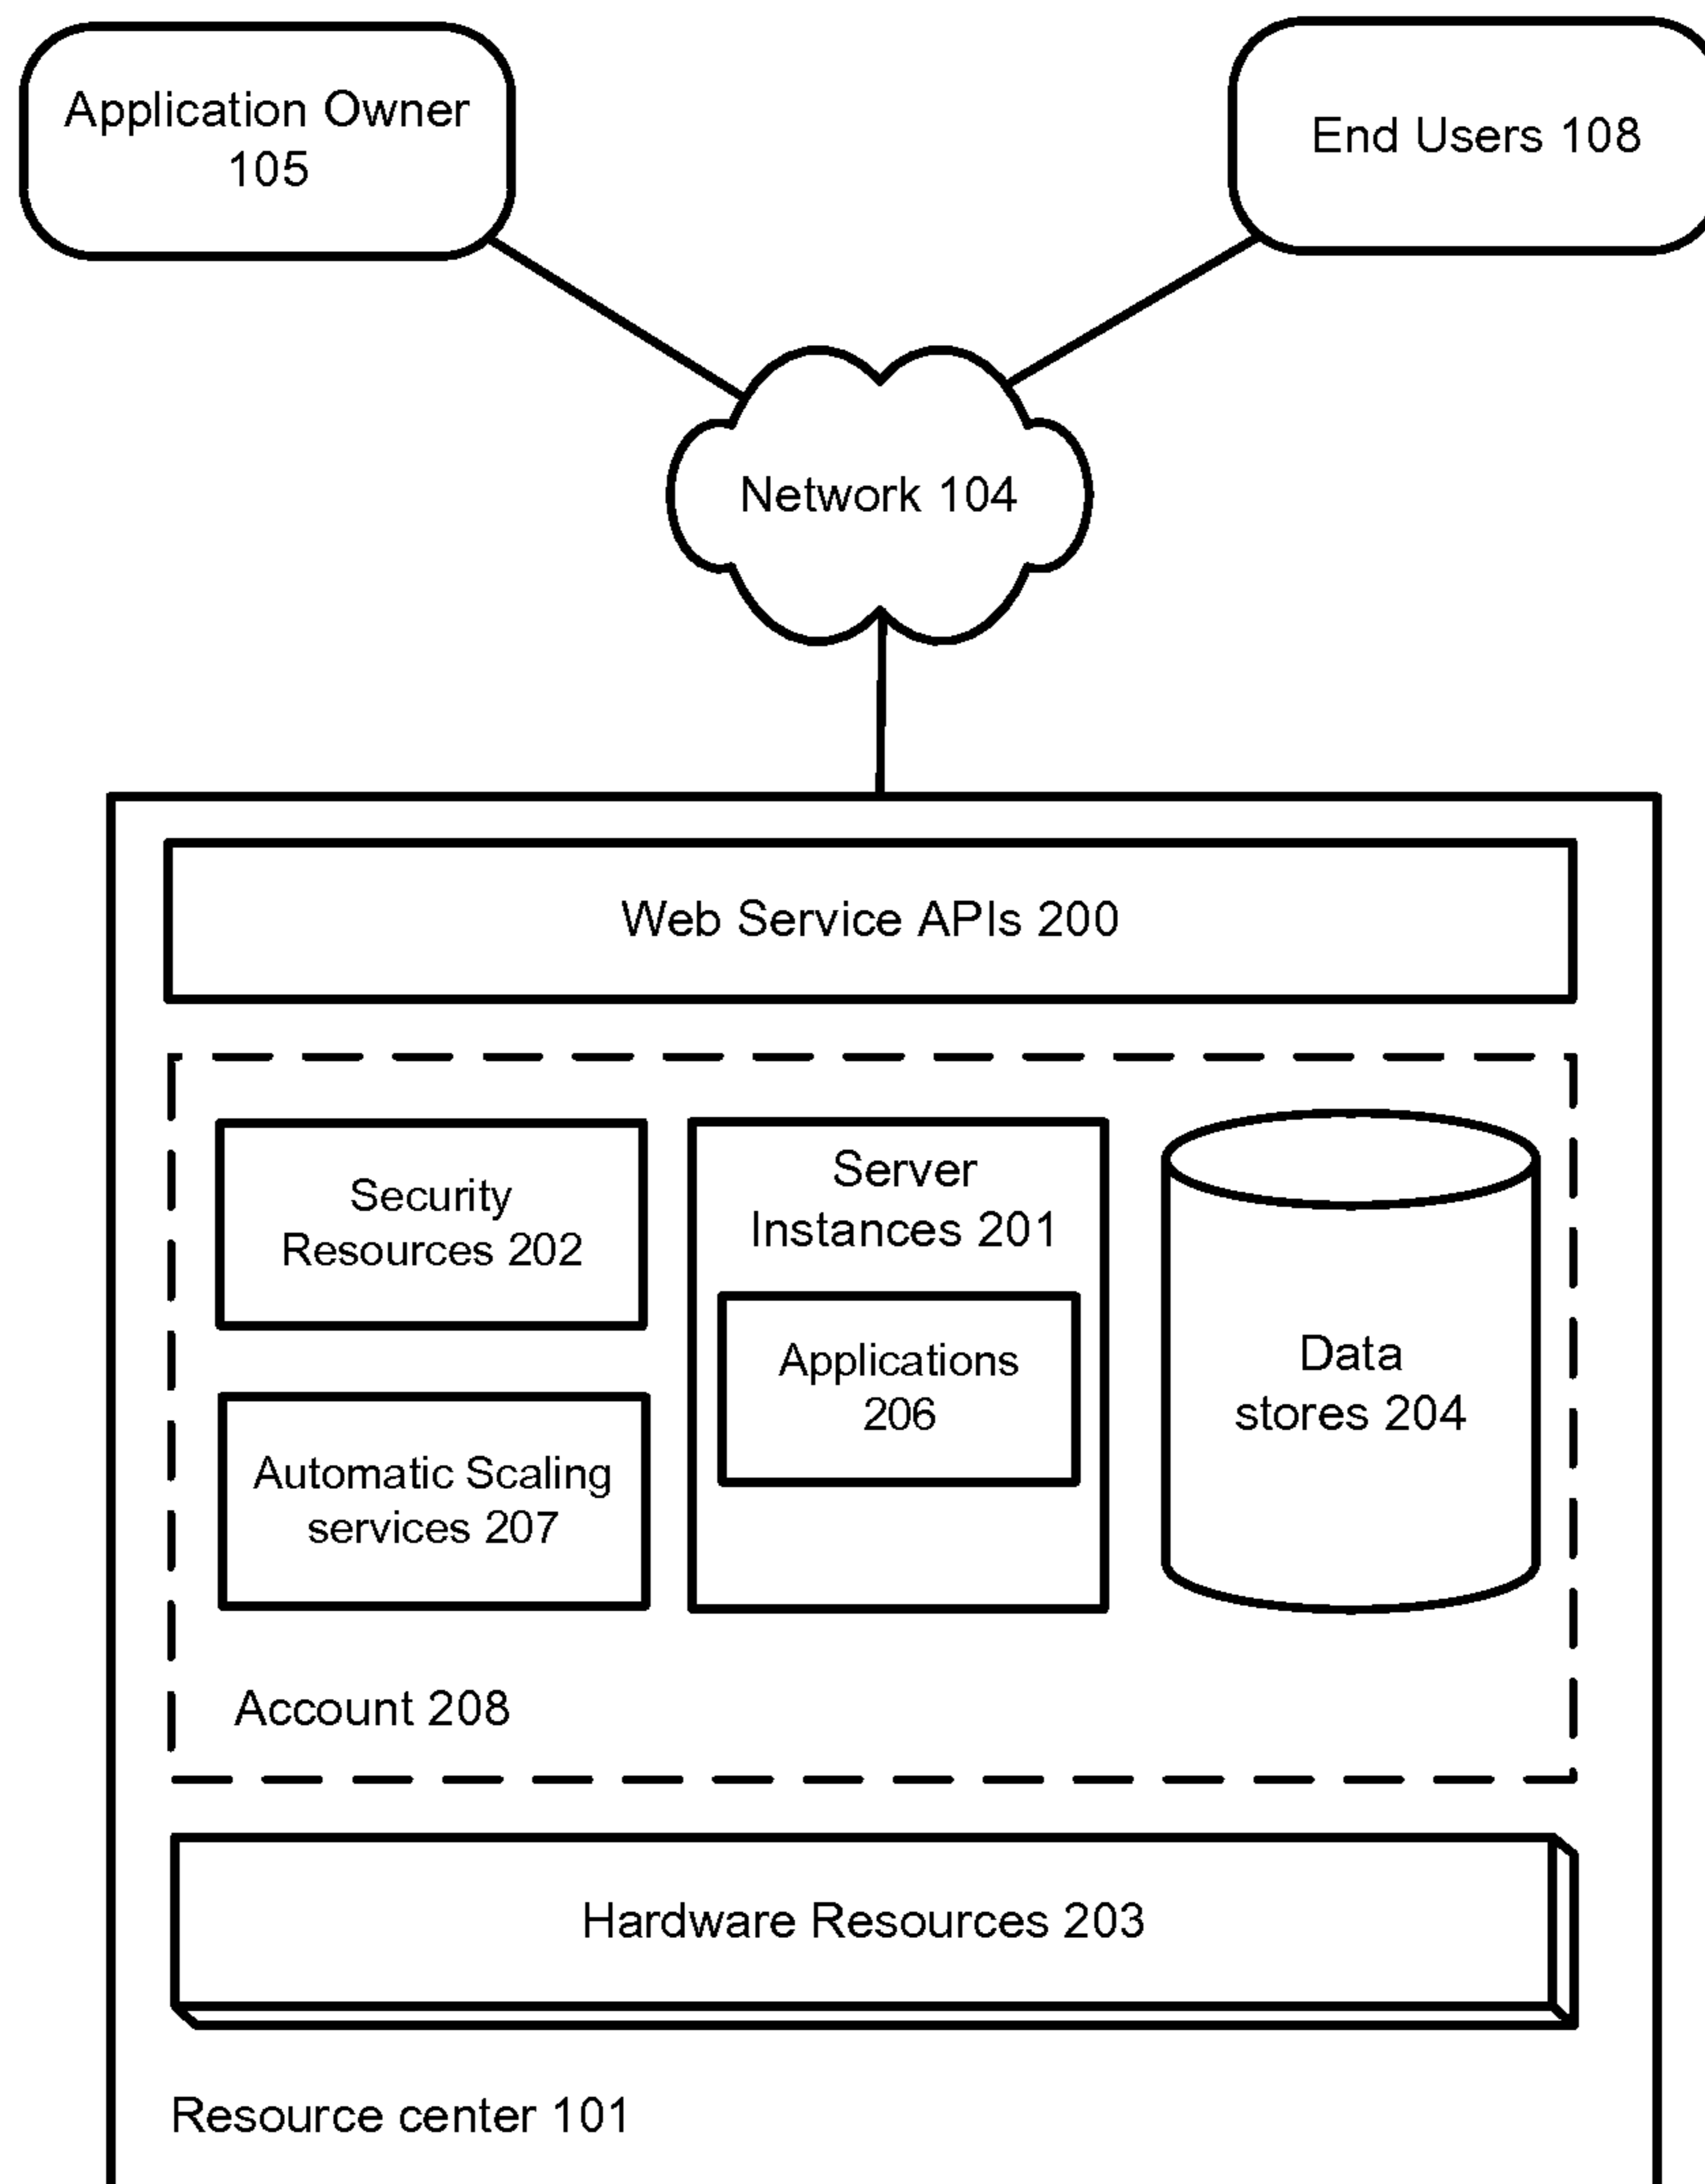 Application Owner
105
End Users 108
Network 104
Web Service APIs 200
Security
Resources 202
Server
Instances 201
Applications
206
Data
stores 204
Automatic Scaling
services 207
Account 208
Hardware Resources 203
Resource center 101